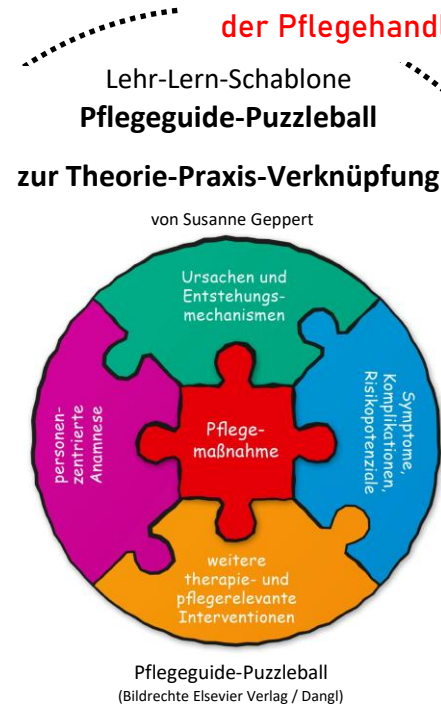 der Pflegehandl
Lehr-Lern-Schablone
Pflegeguide-Puzzleball
zur Theorie-Praxis-Verknüpfung
von Susanne Geppert
Ursachen und
Entstehungs-
mechanismen
personen-
zentrierte
Anamnese
Pflege-
maßnahme
Symptome,
Komplikationen,
Risikopotenziale
weitere
therapie- und
pflegerelevante
Interventionen
Pflegeguide-Puzzleball
(Bildrechte Elsevier Verlag / Dangl)